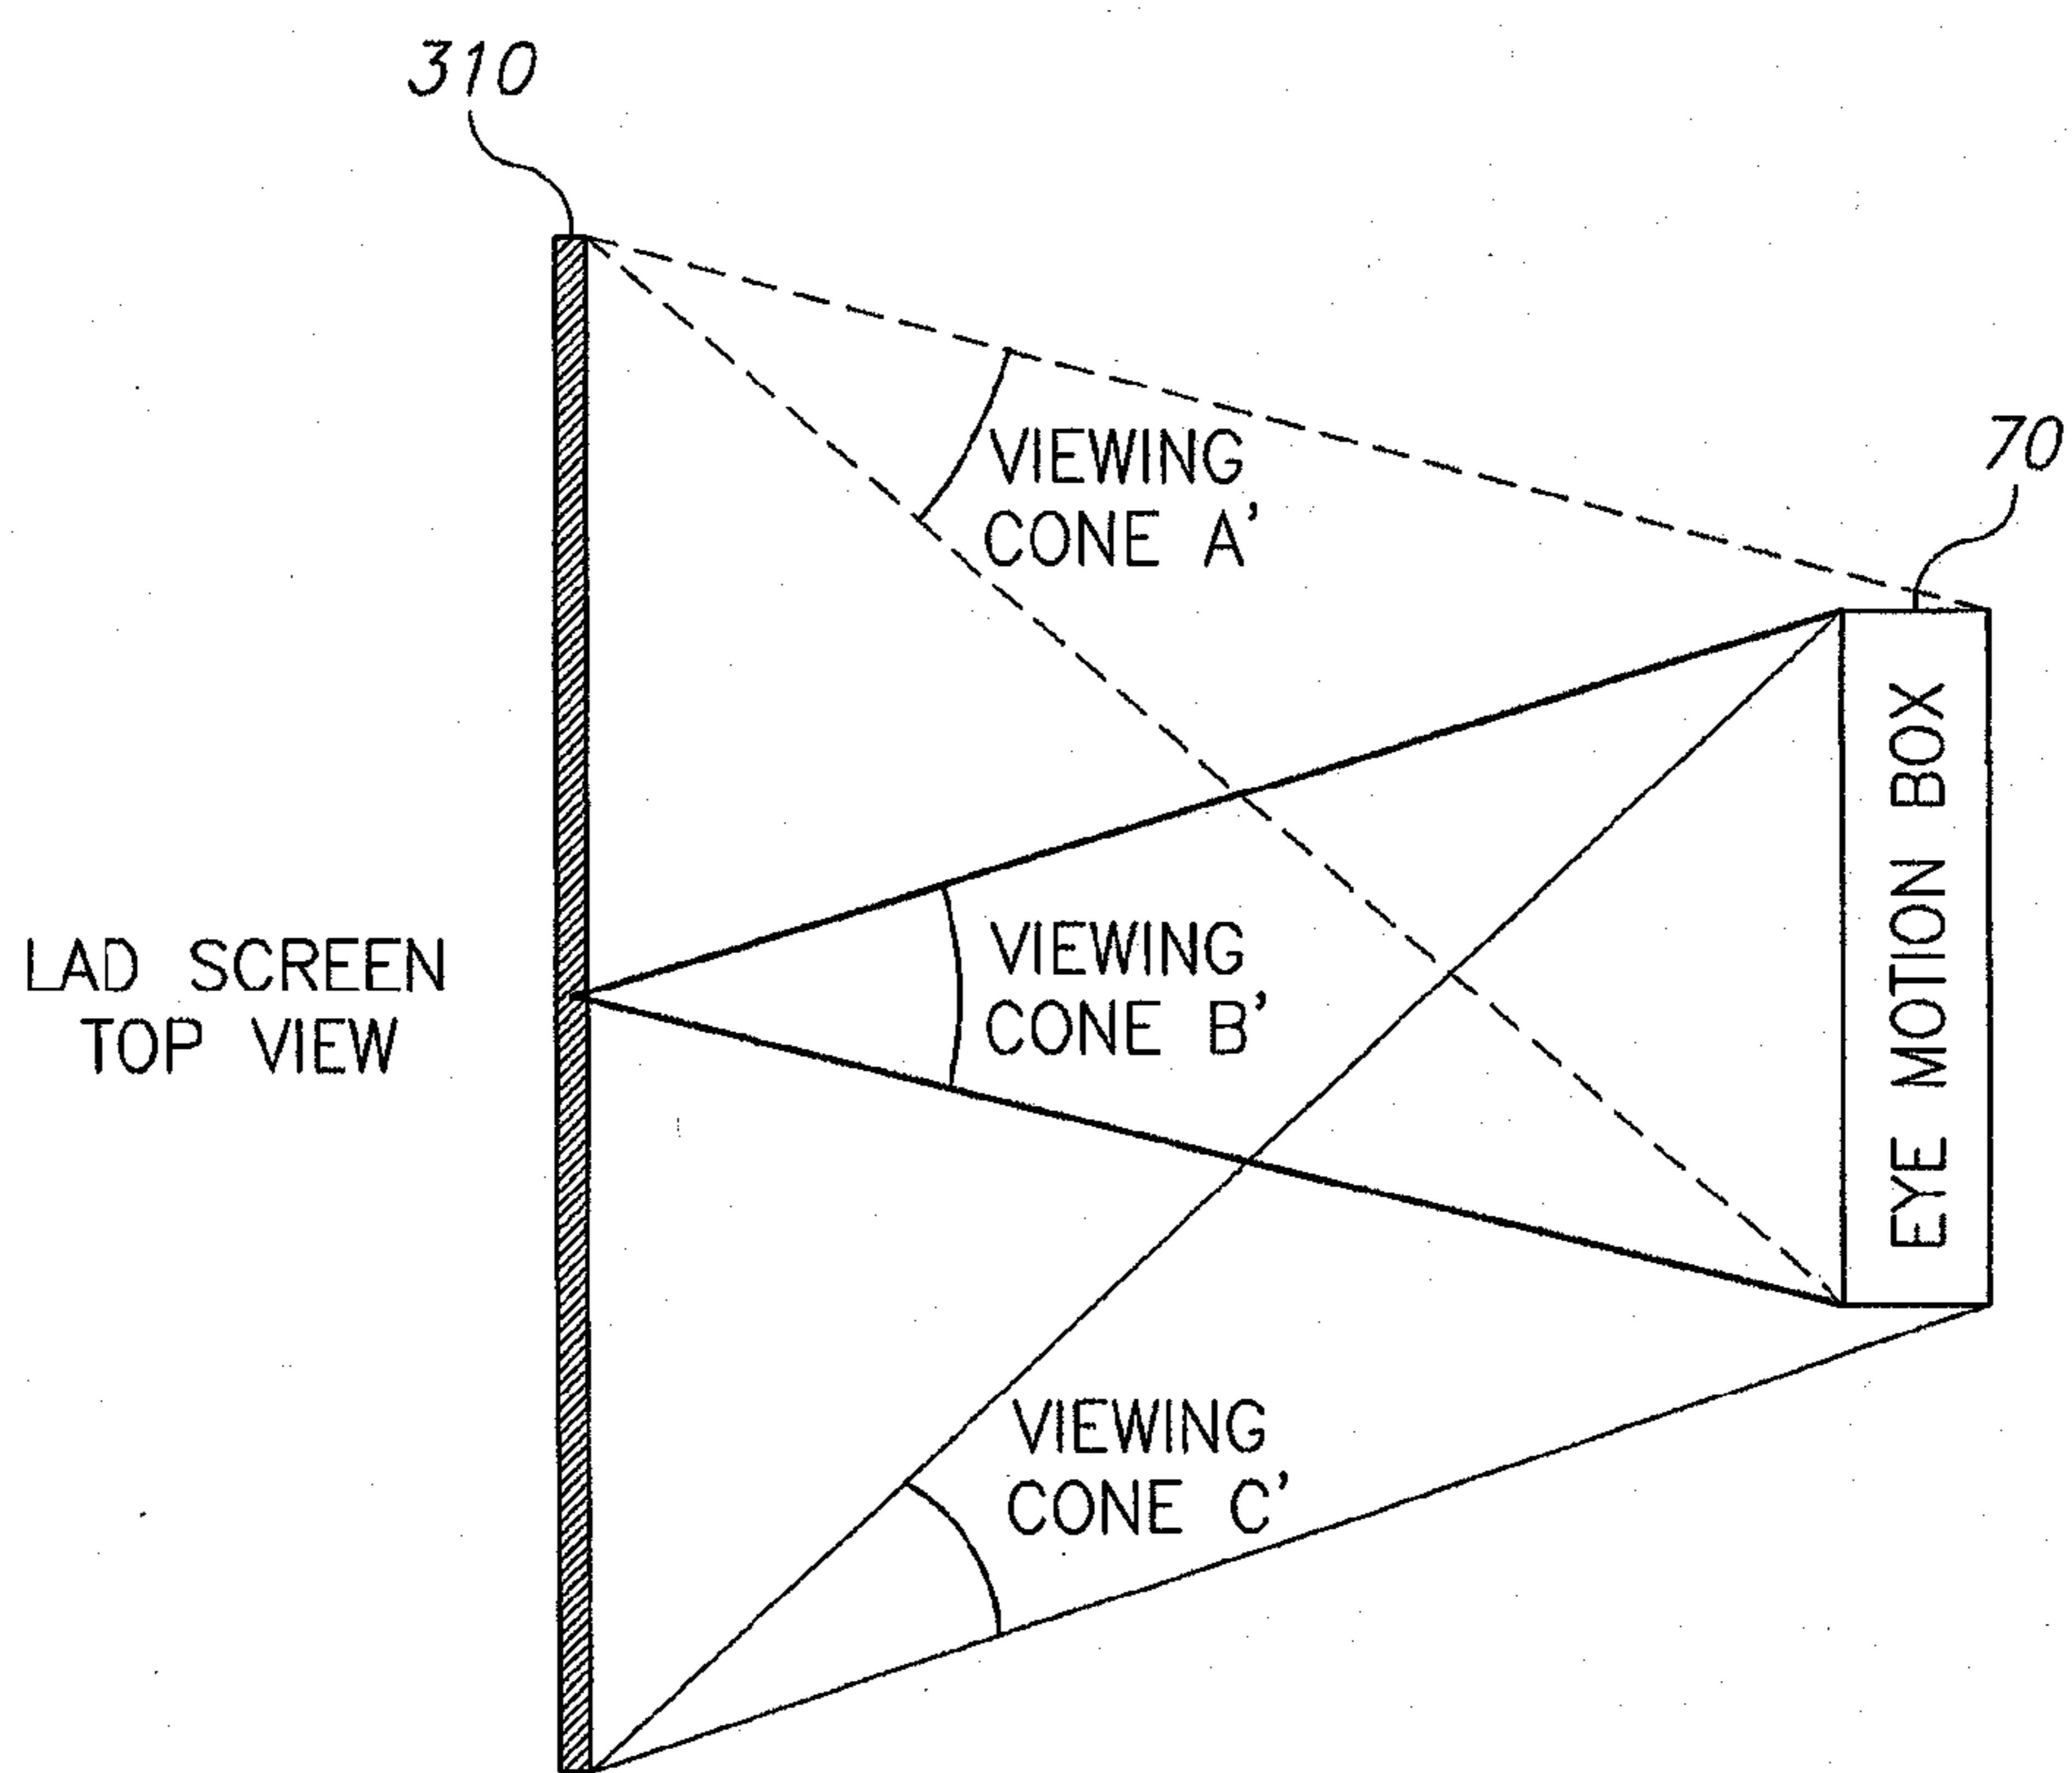 310
70
VIEWING
CONE A'
LAD SCREEN
TOP VIEW
VIEWING
CONE B'
EYE MOTION BOX
VIEWING
CONE C'